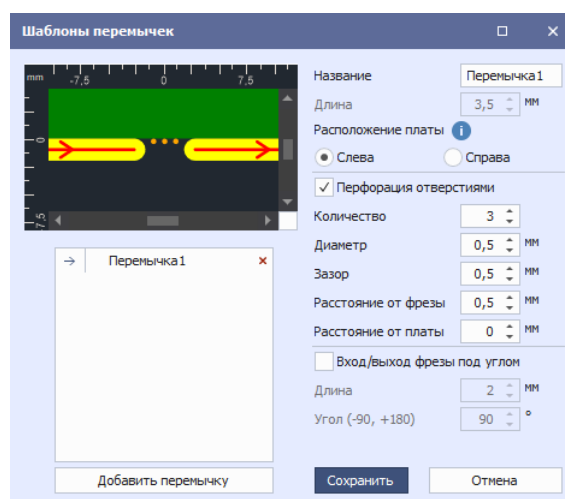 Шаблоны перемычек
mm
-7,5
0
7,5
0
7,5
Название
Перемычка1
Длина
3,5
мм
Расположение платы
i
Слева
Справа
Перфорация отверстиями
Количество
3
Диаметр
0,5
мм
Зазор
0,5
мм
Расстояние от фрезы
0,5
мм
Расстояние от платы
0
мм
Вход/выход фрезы под углом
Длина
2
мм
Угол (-90, +180)
90
°
Перемычка1
Добавить перемычку
Сохранить
Отмена